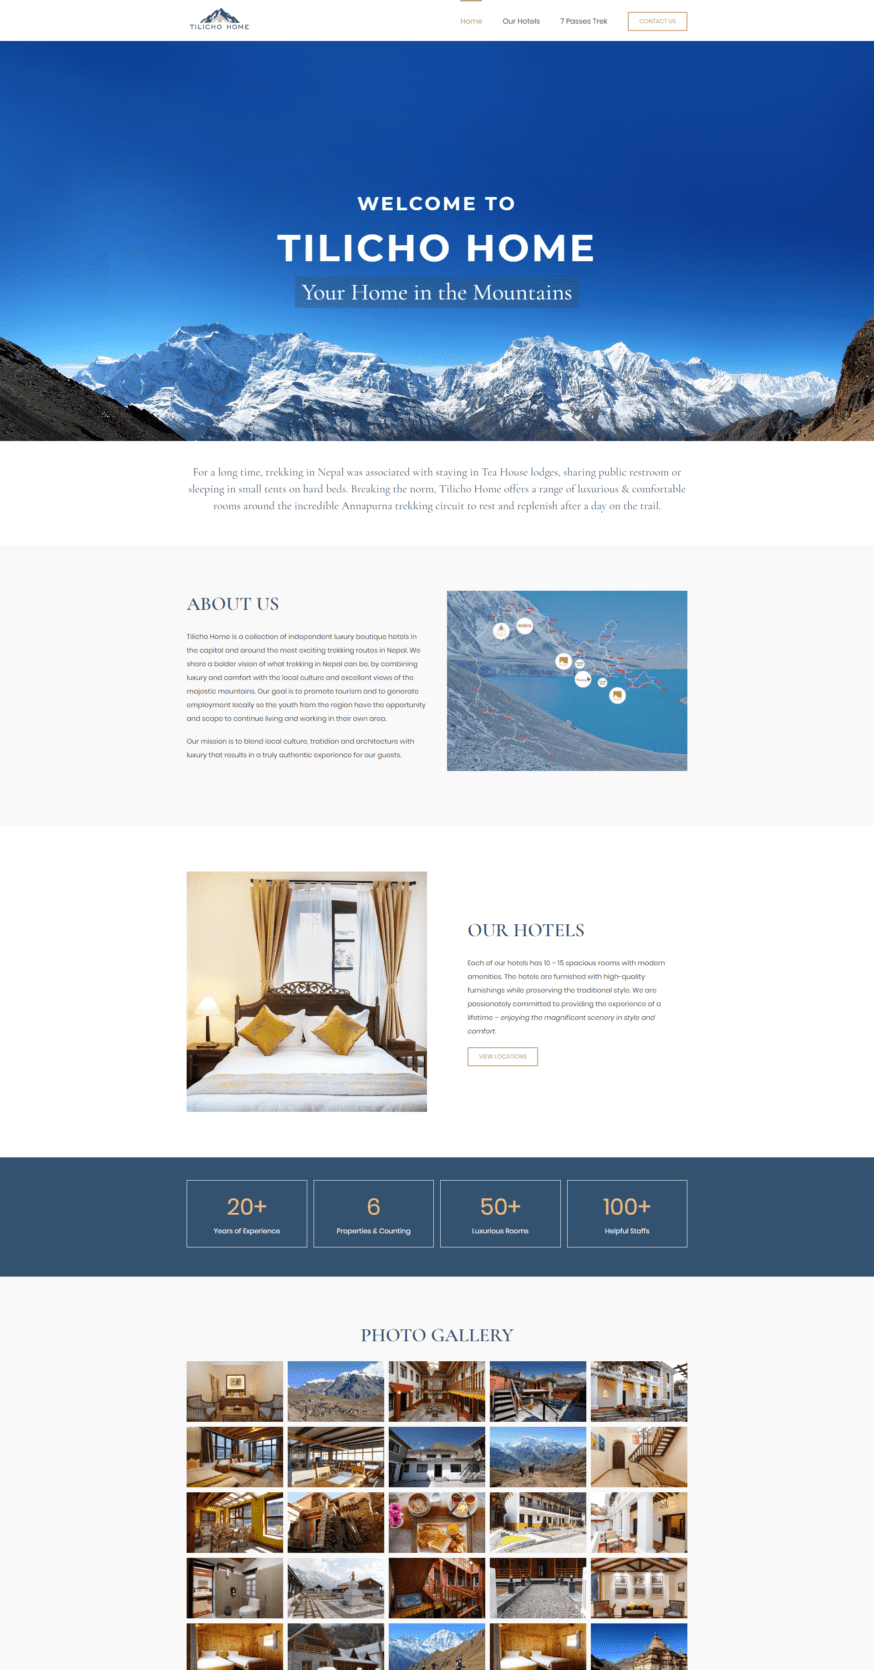 TILICHO HOME
Home
Our Hotels
7 Passes Trek
CONTACT US
WELCOME TO
TILICHO HOME
Your Home in the Mountains
For a long time, trekking in Nepal was associated with staying in Tea House lodges, sharing public restroom or
sleeping in small tents on hard beds. Breaking the norm, Tilicho Home offers a range of luxurious & comfortable
rooms around the incredible Annapurna trekking circuit to rest and replenish after a day on the trail.
ABOUT US
Tilicho Home is a collection of independent luxury boutique hotels in
the capital and around the most exciting trekking routes in Nepal. We
share a bolder vision of what trekking in Nepal can be, by combining
luxury and comfort with the local culture and excellent views of the
majestic mountains. Our goal is to promote tourism and to generate
employment locally so the youth from the region have the opportunity
and scope to continue living and working in their own area.
Our mission is to blend local culture, tratidion and architecture with
luxury that results in a truly authentic experience for our guests.
OUR HOTELS
Each of our hotels has 10 – 15 spacious rooms with modern
amenities. The hotels are furnished with high-quality
furnishings while preserving the traditional style. We are
passionately committed to providing the experience of a
lifetime – enjoying the magnificent scenery in style and
comfort.
VIEW LOCATIONS
20+
Years of Experience
6
Properties & Counting
50+
Luxurious Rooms
100+
Helpful Staffs
PHOTO GALLERY